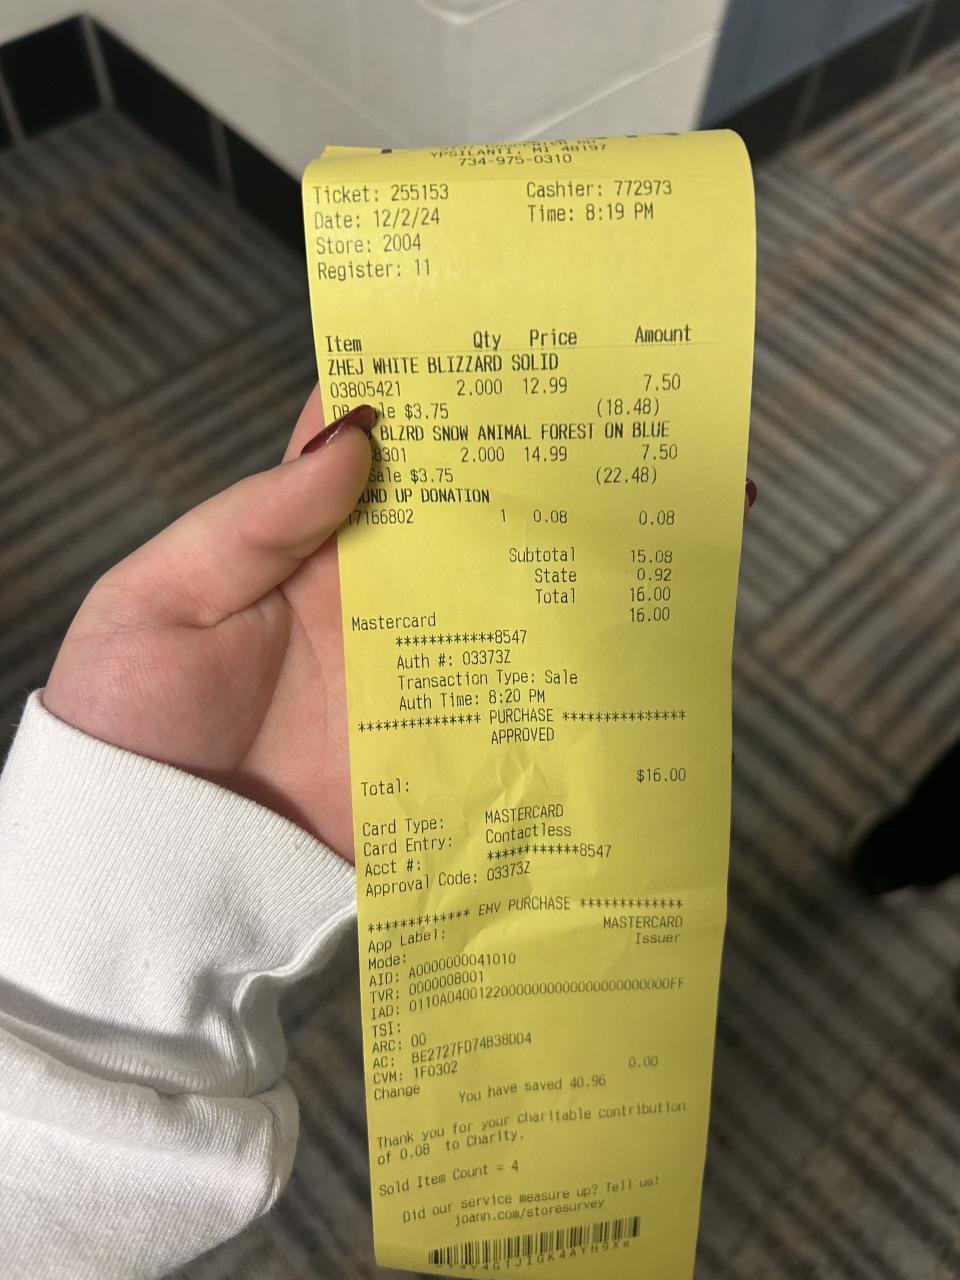 YPSILANTI, MI 48197
734-975-0310
Ticket: 255153 Cashier: 772973
Date: 12/2/24 Time: 8:19 PM
Store: 2004
Register: 11
Item Qty Price Amount
ZHEJ WHITE BLIZZARD SOLID
03805421 2.000 12.99 7.50
Sale $3.75 (18.48)
BLZRD SNOW ANIMAL FOREST ON BLUE
8301 2.000 14.99 7.50
Sale $3.75 (22.48)
UND UP DONATION
17166802 1 0.08 0.08
Subtotal 15.08
State 0.92
Total 16.00
Mastercard 16.00
************8547
Auth #: 03373Z
Transaction Type: Sale
Auth Time: 8:20 PM
*************** PURCHASE ***************
APPROVED
Total: $16.00
Card Type: MASTERCARD
Card Entry: Contactless
Acct #: ************8547
Approval Code: 03373Z
************* EMV PURCHASE *************
App Label: MASTERCARD
Mode: Issuer
AID: A0000000041010
TVR: 0000008001
IAD: 0110A040012200000000000000000000000FF
TSI:
ARC: 00
AC: BE2727FD74B38DD4
CVM: 1F0302
Change 0.00
You have saved 40.96
Thank you for your charitable contribution
of 0.08 to Charity.
Sold Item Count = 4
Did our service measure up? Tell us!
joann.com/storesurvey